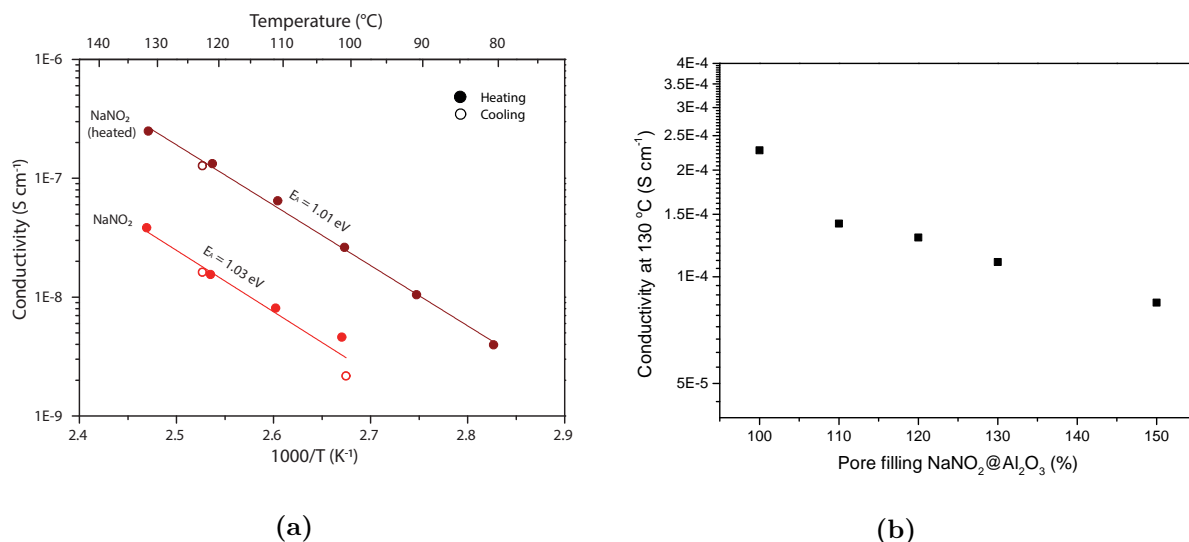 Temperature (°C)
140 130 120 110 100 90 80
1E-6
1E-7
1E-8
1E-9
Conductivity (S cm⁻¹)
NaNO₂
(heated)
NaNO₂
Heating
Cooling
Eₐ = 1.01 eV
Eₐ = 1.03 eV
2.4 2.5 2.6 2.7 2.8 2.9
1000/T (K⁻¹)
(a)
4E-4
3.5E-4
3E-4
2.5E-4
2E-4
1.5E-4
1E-4
5E-5
Conductivity at 130 °C (S cm⁻¹)
100 110 120 130 140 150
Pore filling NaNO₂@Al₂O₃ (%)
(b)